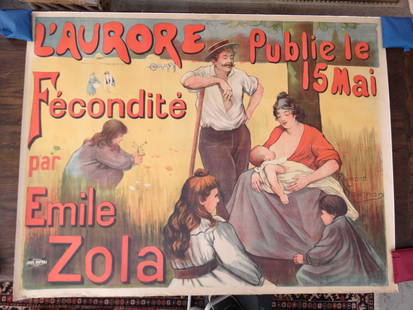 L'AURORE
Publie le
15 Mai
Fécondité
par
Emile
Zola